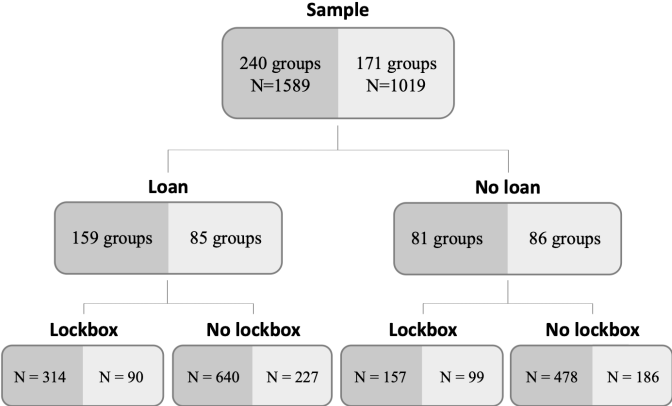 Sample
240 groups 171 groups
N=1589 N=1019
Loan No loan
159 groups 85 groups 81 groups 86 groups
Lockbox No lockbox Lockbox No lockbox
N = 314 N = 90 N = 640 N = 227 N = 157 N = 99 N = 478 N = 186